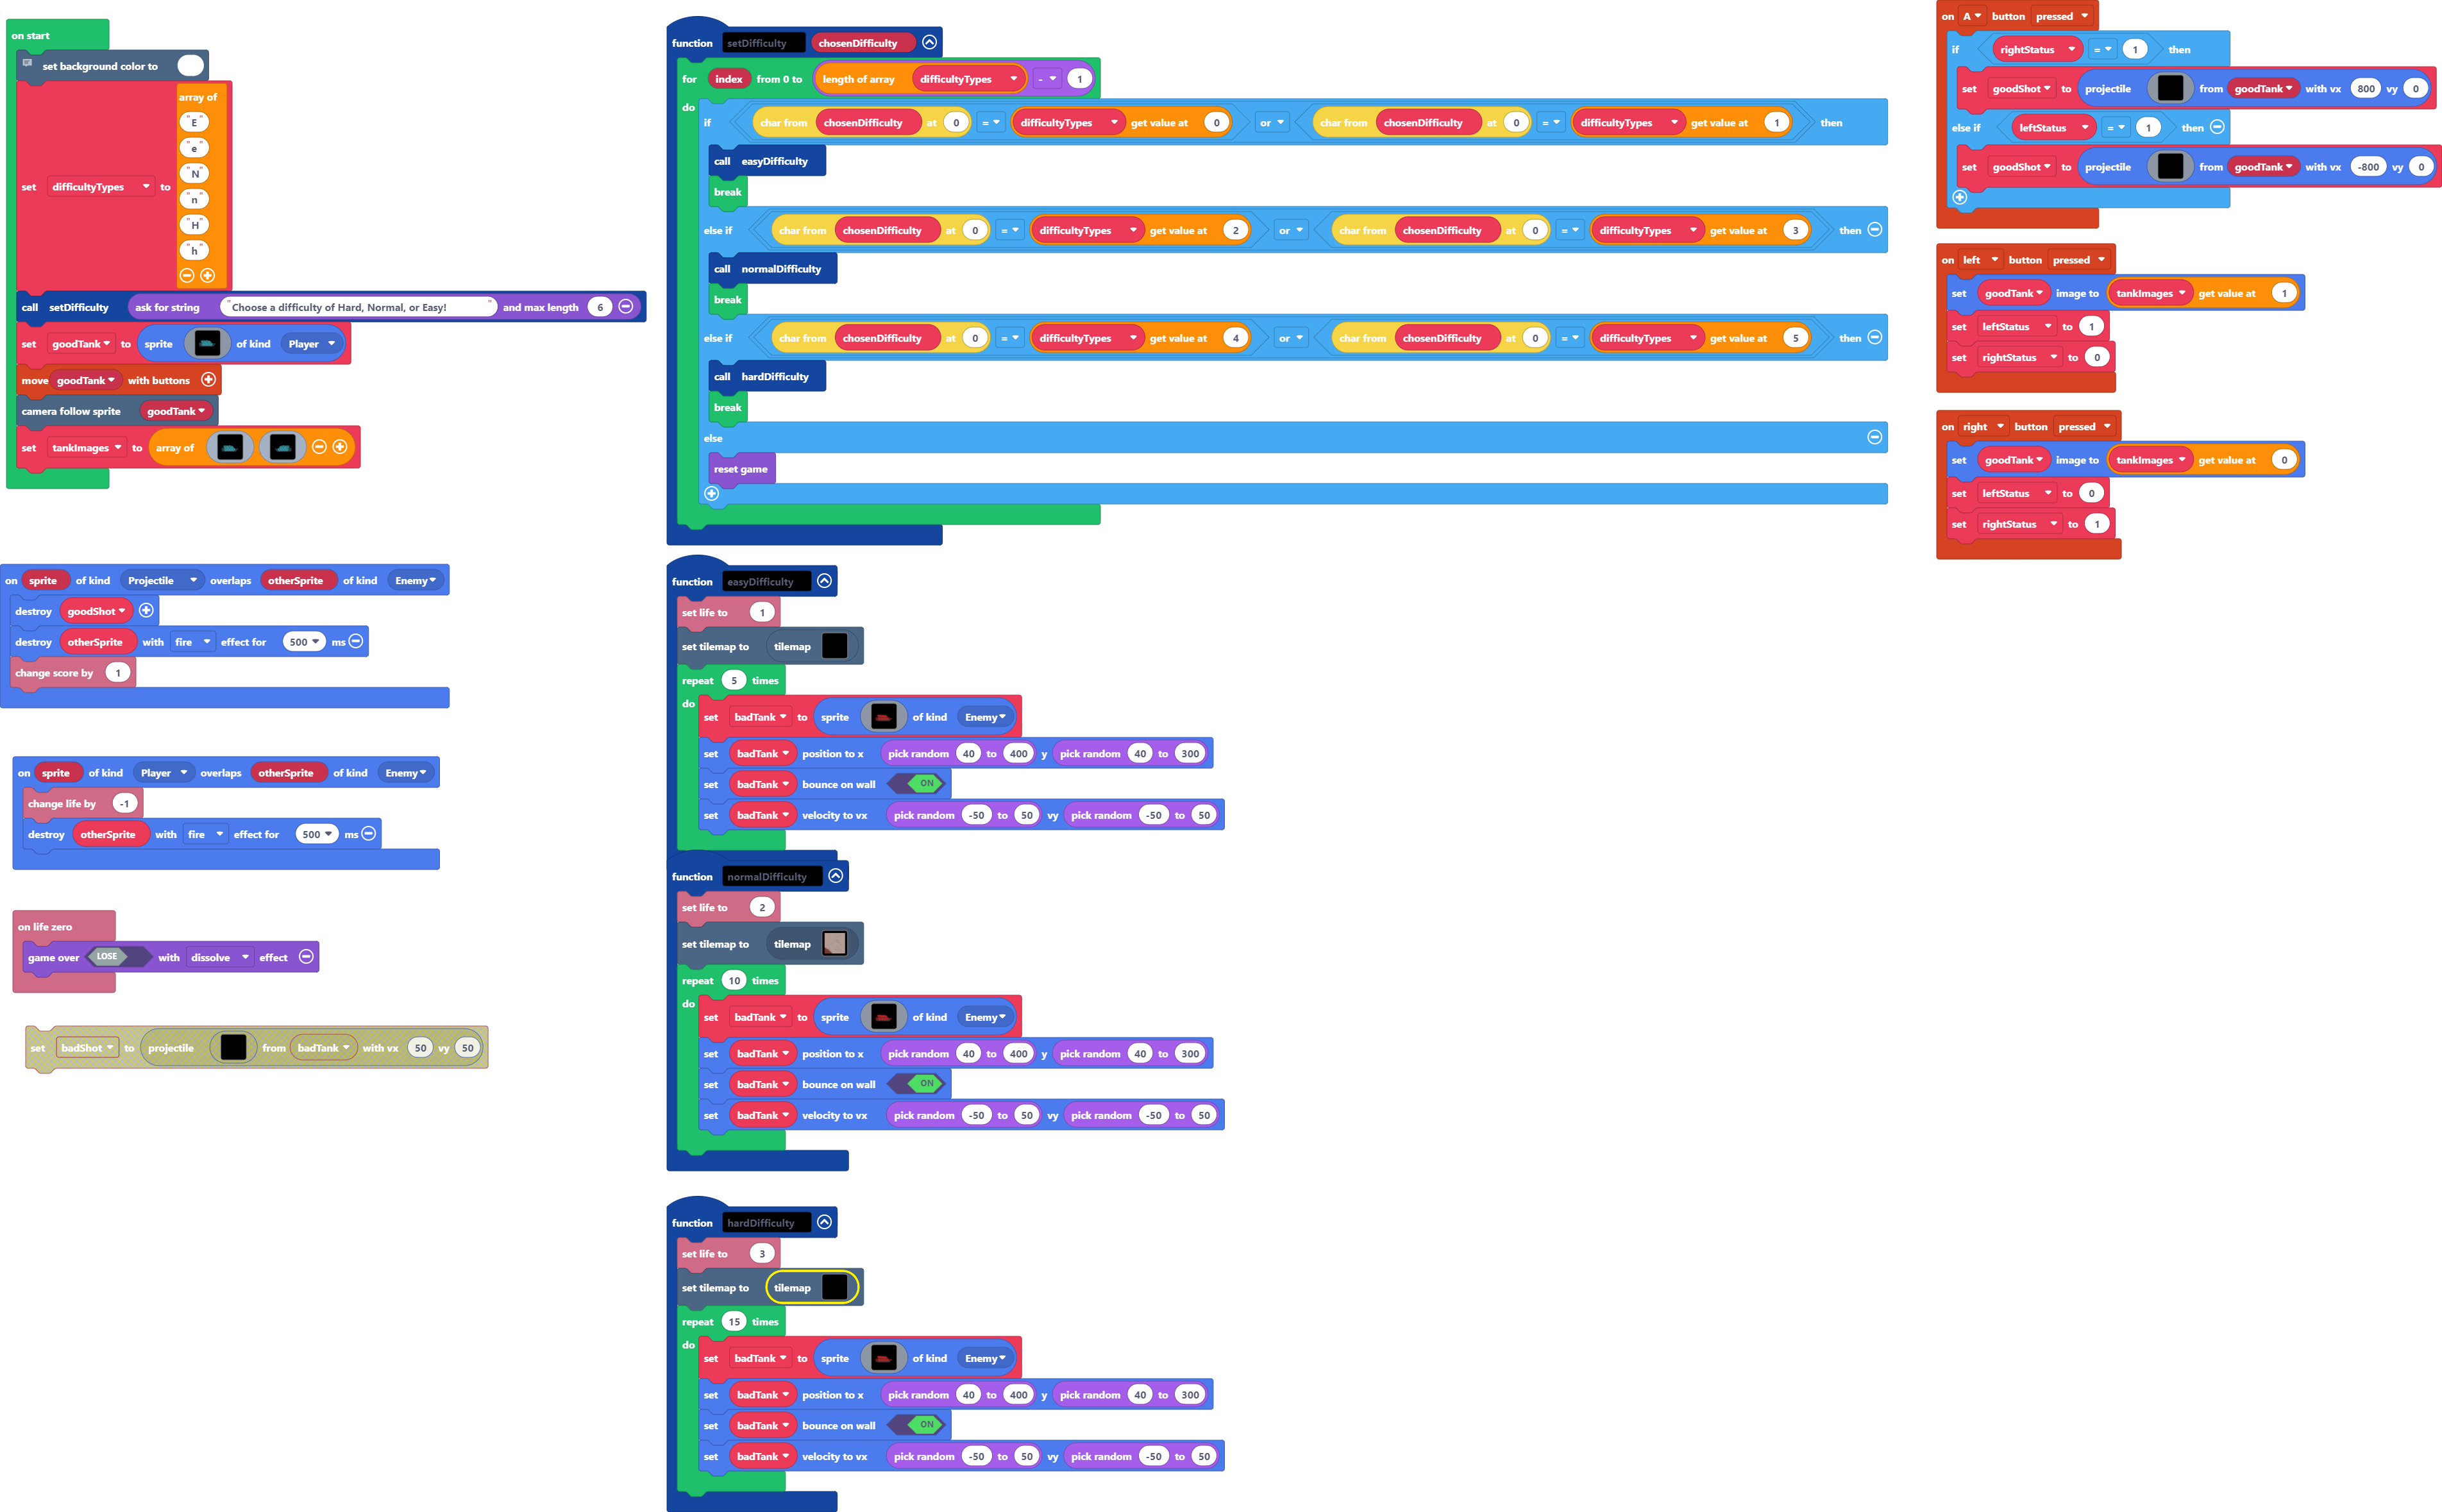 on start
set background color to
set difficultyTypes to array of
"E"
"e"
"N"
"n"
"H"
"h"
call setDifficulty ask for string "Choose a difficulty of Hard, Normal, or Easy!" and max length 6
set goodTank to sprite of kind Player
move goodTank with buttons
camera follow sprite goodTank
set tankImages to array of
on sprite of kind Projectile overlaps otherSprite of kind Enemy
destroy goodShot
destroy otherSprite with fire effect for 500 ms
change score by 1
on sprite of kind Player overlaps otherSprite of kind Enemy
change life by -1
destroy otherSprite with fire effect for 500 ms
on life zero
game over LOSE with dissolve effect
set badShot to projectile from badTank with vx 50 vy 50
function setDifficulty chosenDifficulty
for index from 0 to length of array difficultyTypes - 1
do
if char from chosenDifficulty at 0 = difficultyTypes get value at 0 or char from chosenDifficulty at 0 = difficultyTypes get value at 1 then
call easyDifficulty
break
else if char from chosenDifficulty at 0 = difficultyTypes get value at 2 or char from chosenDifficulty at 0 = difficultyTypes get value at 3 then
call normalDifficulty
break
else if char from chosenDifficulty at 0 = difficultyTypes get value at 4 or char from chosenDifficulty at 0 = difficultyTypes get value at 5 then
call hardDifficulty
break
else
reset game
function easyDifficulty
set life to 1
set tilemap to tilemap
repeat 5 times
do
set badTank to sprite of kind Enemy
set badTank position to x pick random 40 to 400 y pick random 40 to 300
set badTank bounce on wall ON
set badTank velocity to vx pick random -50 to 50 vy pick random -50 to 50
function normalDifficulty
set life to 2
set tilemap to tilemap
repeat 10 times
do
set badTank to sprite of kind Enemy
set badTank position to x pick random 40 to 400 y pick random 40 to 300
set badTank bounce on wall ON
set badTank velocity to vx pick random -50 to 50 vy pick random -50 to 50
function hardDifficulty
set life to 3
set tilemap to tilemap
repeat 15 times
do
set badTank to sprite of kind Enemy
set badTank position to x pick random 40 to 400 y pick random 40 to 300
set badTank bounce on wall ON
set badTank velocity to vx pick random -50 to 50 vy pick random -50 to 50
on A button pressed
if rightStatus = 1 then
set goodShot to projectile from goodTank with vx 800 vy 0
else if leftStatus = 1 then
set goodShot to projectile from goodTank with vx -800 vy 0
on left button pressed
set goodTank image to tankImages get value at 1
set leftStatus to 1
set rightStatus to 0
on right button pressed
set goodTank image to tankImages get value at 0
set leftStatus to 0
set rightStatus to 1